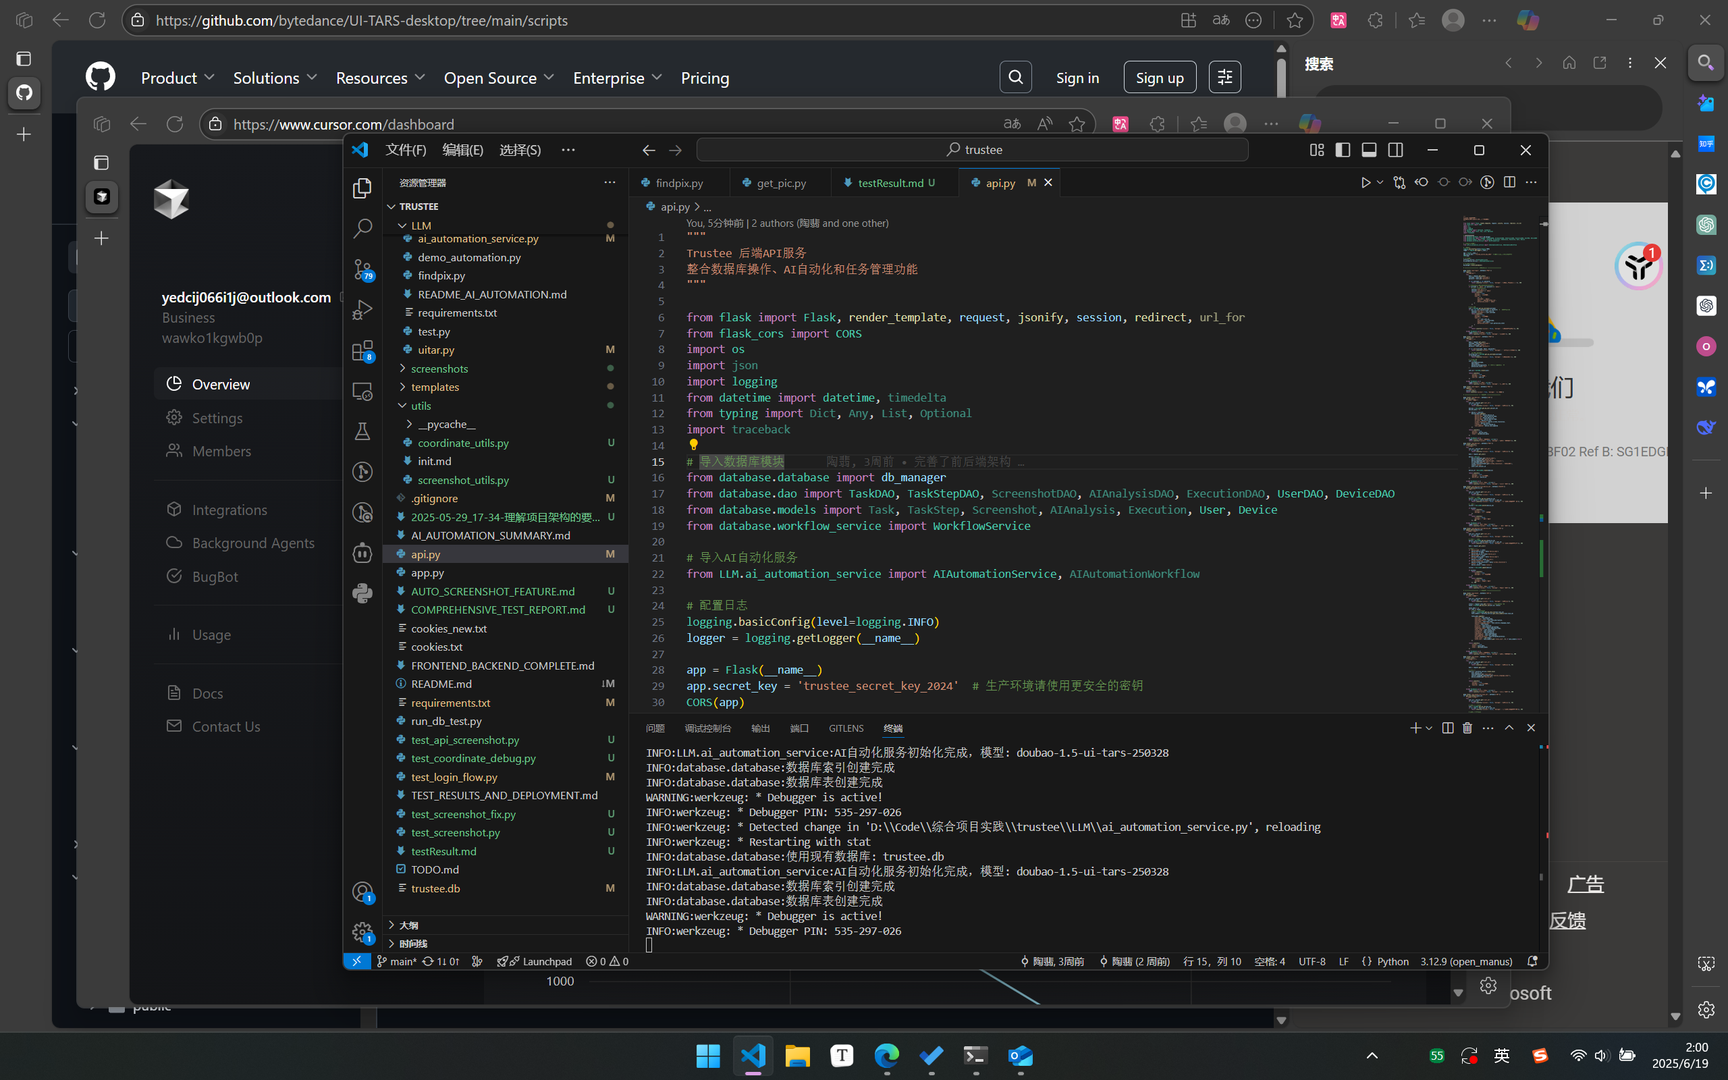 https://github.com/bytedance/UI-TARS-desktop/tree/main/scripts
Product
Solutions
Resources
Open Source
Enterprise
Pricing
Sign in
Sign up
搜索
https://www.cursor.com/dashboard
yedcij066i1j@outlook.com
Business
wawko1kgwb0p
Overview
Settings
Members
Integrations
Background Agents
BugBot
Usage
Docs
Contact Us
文件(F)
编辑(E)
选择(S)
trustee
资源管理器
TRUSTEE
LLM
ai_automation_service.py M
demo_automation.py
findpix.py
README_AI_AUTOMATION.md
requirements.txt
test.py
uitar.py M
screenshots
templates
utils
__pycache__
coordinate_utils.py U
init.md
screenshot_utils.py U
.gitignore M
2025-05-29_17-34-理解项目架构的要... U
AI_AUTOMATION_SUMMARY.md
api.py M
app.py
AUTO_SCREENSHOT_FEATURE.md U
COMPREHENSIVE_TEST_REPORT.md U
cookies_new.txt
cookies.txt
FRONTEND_BACKEND_COMPLETE.md
README.md ↓M
requirements.txt M
run_db_test.py
test_api_screenshot.py U
test_coordinate_debug.py U
test_login_flow.py M
TEST_RESULTS_AND_DEPLOYMENT.md
test_screenshot_fix.py U
test_screenshot.py U
testResult.md U
TODO.md
trustee.db M
大纲
时间线
79
8
1
1
findpix.py
get_pic.py
testResult.md U
api.py M
api.py > ...
You, 5分钟前 | 2 authors (陶翡 and one other)
1 """
2 Trustee 后端API服务
3 整合数据库操作、AI自动化和任务管理功能
4 """
5
6 from flask import Flask, render_template, request, jsonify, session, redirect, url_for
7 from flask_cors import CORS
8 import os
9 import json
10 import logging
11 from datetime import datetime, timedelta
12 from typing import Dict, Any, List, Optional
13 import traceback
14
15 # 导入数据库模块 陶翡, 3周前 • 完善了前后端架构 …
16 from database.database import db_manager
17 from database.dao import TaskDAO, TaskStepDAO, ScreenshotDAO, AIAnalysisDAO, ExecutionDAO, UserDAO, DeviceDAO
18 from database.models import Task, TaskStep, Screenshot, AIAnalysis, Execution, User, Device
19 from database.workflow_service import WorkflowService
20
21 # 导入AI自动化服务
22 from LLM.ai_automation_service import AIAutomationService, AIAutomationWorkflow
23
24 # 配置日志
25 logging.basicConfig(level=logging.INFO)
26 logger = logging.getLogger(__name__)
27
28 app = Flask(__name__)
29 app.secret_key = 'trustee_secret_key_2024' # 生产环境请使用更安全的密钥
30 CORS(app)
问题
调试控制台
输出
端口
GITLENS
终端
INFO:LLM.ai_automation_service:AI自动化服务初始化完成，模型: doubao-1.5-ui-tars-250328
INFO:database.database:数据库索引创建完成
INFO:database.database:数据库表创建完成
WARNING:werkzeug: * Debugger is active!
INFO:werkzeug: * Debugger PIN: 535-297-026
INFO:werkzeug: * Detected change in 'D:\\Code\\综合项目实践\\trustee\\LLM\\ai_automation_service.py', reloading
INFO:werkzeug: * Restarting with stat
INFO:database.database:使用现有数据库: trustee.db
INFO:LLM.ai_automation_service:AI自动化服务初始化完成，模型: doubao-1.5-ui-tars-250328
INFO:database.database:数据库索引创建完成
INFO:database.database:数据库表创建完成
WARNING:werkzeug: * Debugger is active!
INFO:werkzeug: * Debugger PIN: 535-297-026
main*
1↓ 0↑
Launchpad
0
0
陶翡, 3周前
陶翡 (2 周前)
行 15，列 10
空格: 4
UTF-8
LF
Python
3.12.9 (open_manus)
1
们
BF02 Ref B: SG1EDGE
广告
反馈
osoft
1000
public
知乎
55
英
2:00
2025/6/19